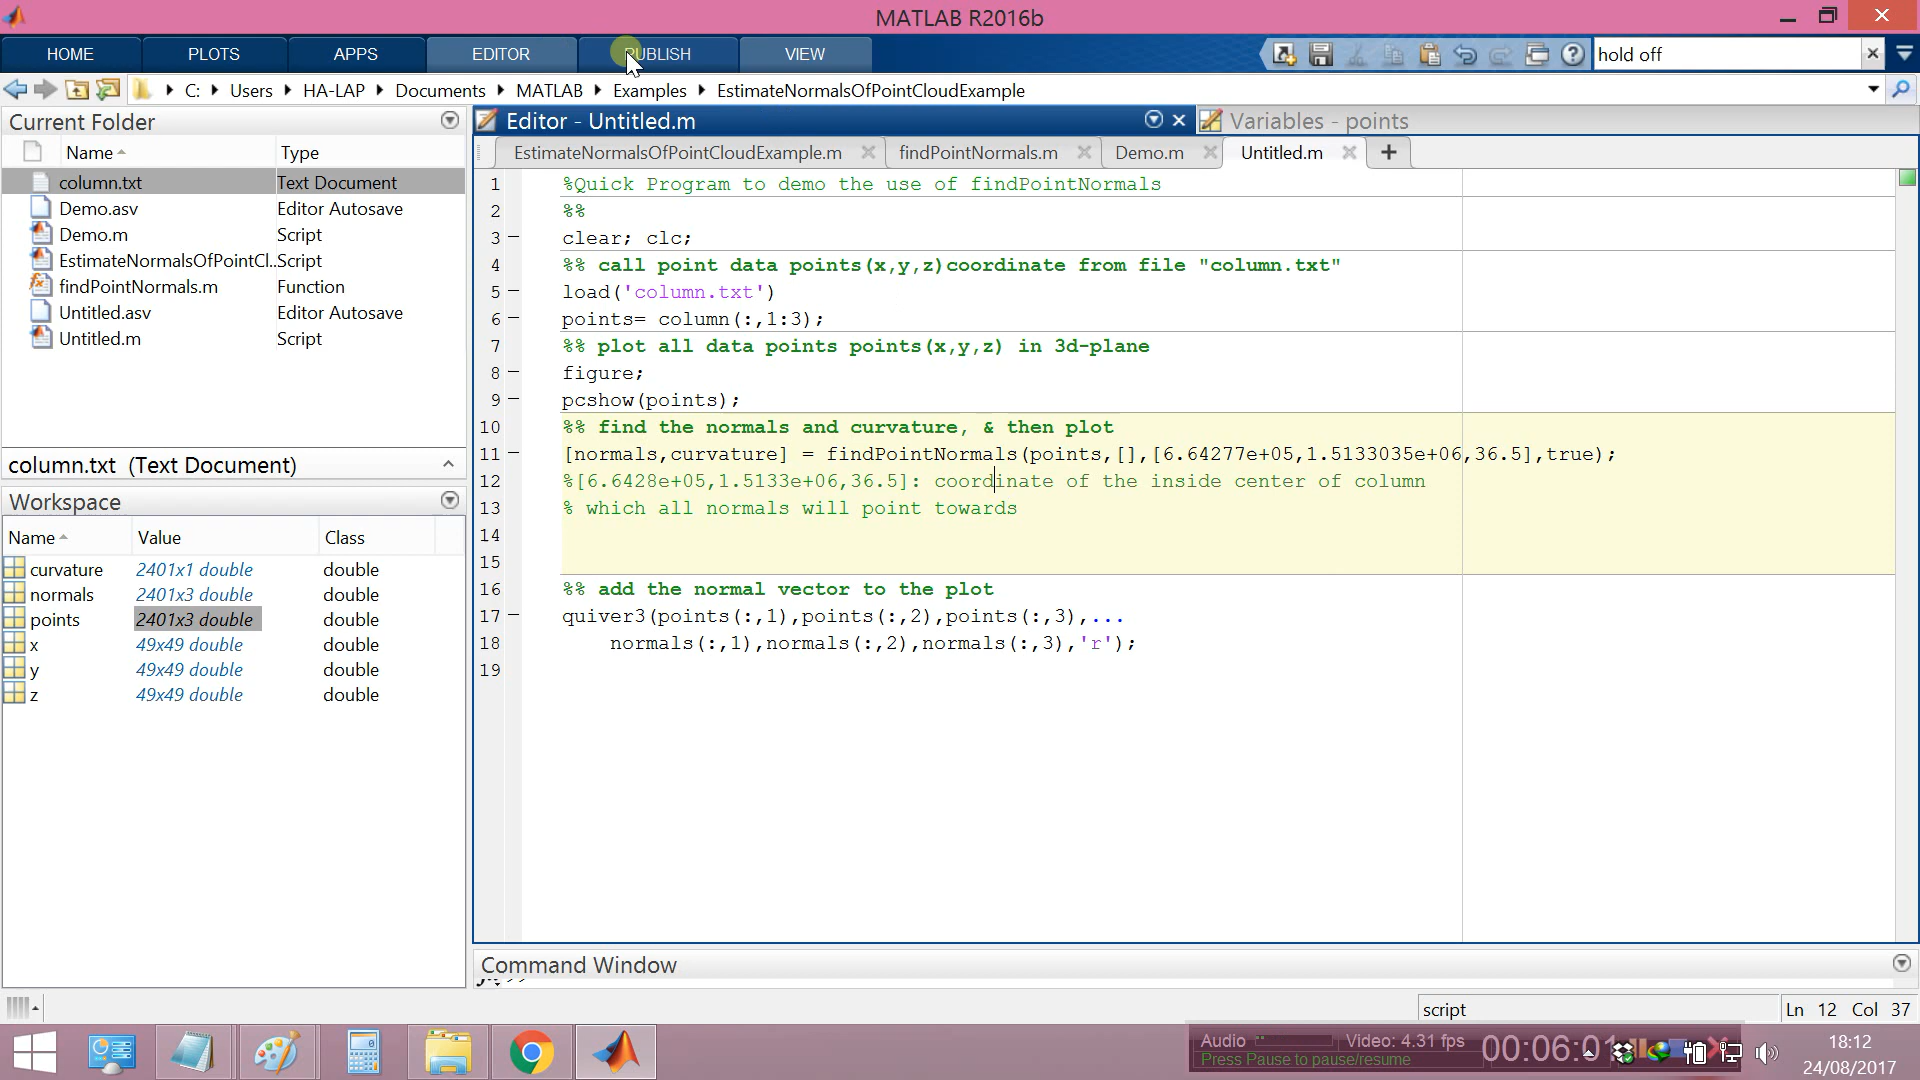 MATLAB R2016b
HOME PLOTS APPS EDITOR PUBLISH VIEW hold off
C: Users HA-LAP Documents MATLAB Examples EstimateNormalsOfPointCloudExample
Current Folder
Name Type
column.txt Text Document
Demo.asv Editor Autosave
Demo.m Script
EstimateNormalsOfPointCl.. Script
findPointNormals.m Function
Untitled.asv Editor Autosave
Untitled.m Script
column.txt (Text Document)
Workspace
Name Value Class
curvature 2401x1 double double
normals 2401x3 double double
points 2401x3 double double
x 49x49 double double
y 49x49 double double
z 49x49 double double
Editor - Untitled.m Variables - points
EstimateNormalsOfPointCloudExample.m findPointNormals.m Demo.m Untitled.m
1 %Quick Program to demo the use of findPointNormals
2 %%
3 clear; clc;
4 %% call point data points(x,y,z)coordinate from file "column.txt"
5 load('column.txt')
6 points= column(:,1:3);
7 %% plot all data points points(x,y,z) in 3d-plane
8 figure;
9 pcshow(points);
10 %% find the normals and curvature, & then plot
11 [normals,curvature] = findPointNormals(points,[],[6.64277e+05,1.5133035e+06,36.5],true);
12 %[6.6428e+05,1.5133e+06,36.5]: coordinate of the inside center of column
13 % which all normals will point towards
14
15
16 %% add the normal vector to the plot
17 quiver3(points(:,1),points(:,2),points(:,3),...
18 normals(:,1),normals(:,2),normals(:,3),'r');
19
Command Window
script Ln 12 Col 37
Audio Video: 4.31 fps
Press Pause to pause/resume
00:06:0
18:12
24/08/2017